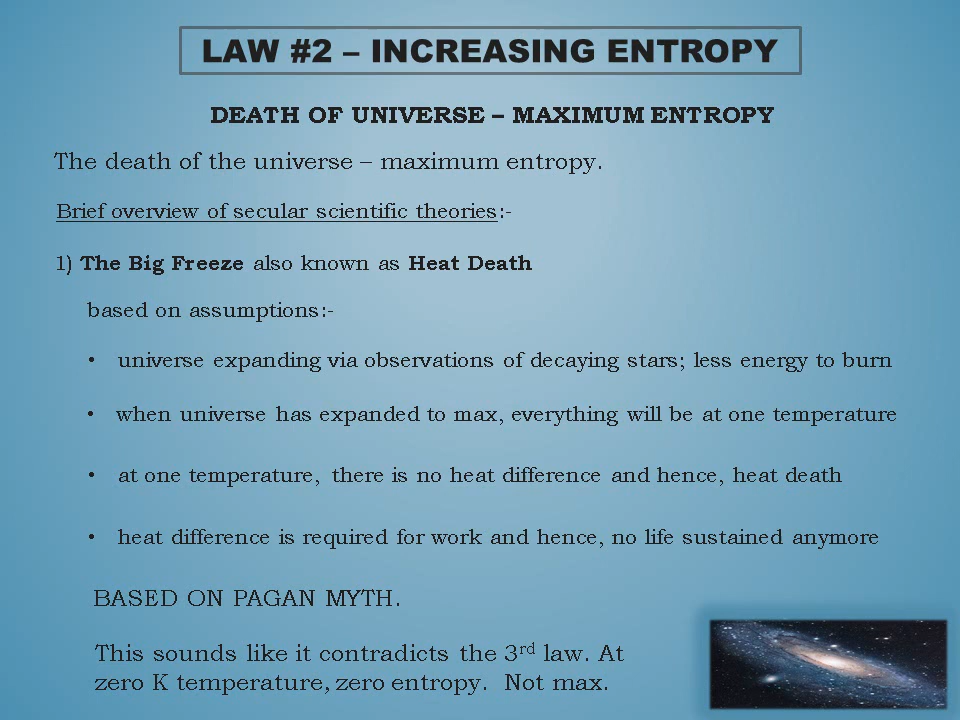 LAW #2 – INCREASING ENTROPY
DEATH OF UNIVERSE – MAXIMUM ENTROPY
The death of the universe – maximum entropy.
Brief overview of secular scientific theories:-
1) The Big Freeze also known as Heat Death
based on assumptions:-
• universe expanding via observations of decaying stars; less energy to burn
• when universe has expanded to max, everything will be at one temperature
• at one temperature, there is no heat difference and hence, heat death
• heat difference is required for work and hence, no life sustained anymore
BASED ON PAGAN MYTH.
This sounds like it contradicts the 3rd law. At
zero K temperature, zero entropy. Not max.